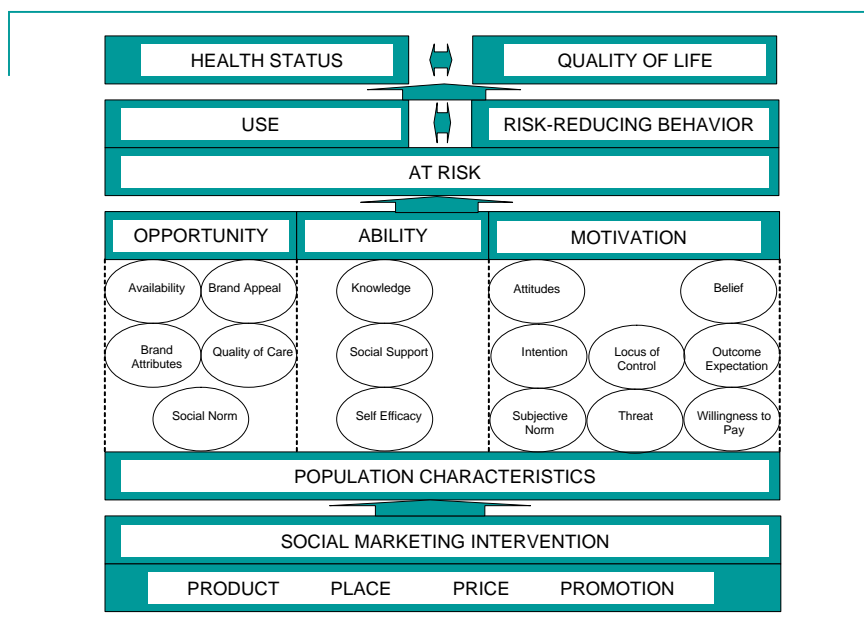 HEALTH STATUS
QUALITY OF LIFE
USE
RISK-REDUCING BEHAVIOR
AT RISK
OPPORTUNITY
ABILITY
MOTIVATION
Availability
Brand Appeal
Knowledge
Attitudes
Belief
Brand
Attributes
Quality of Care
Social Support
Intention
Locus of
Control
Outcome
Expectation
Social Norm
Self Efficacy
Subjective
Norm
Threat
Willingness to
Pay
POPULATION CHARACTERISTICS
SOCIAL MARKETING INTERVENTION
PRODUCT PLACE PRICE PROMOTION